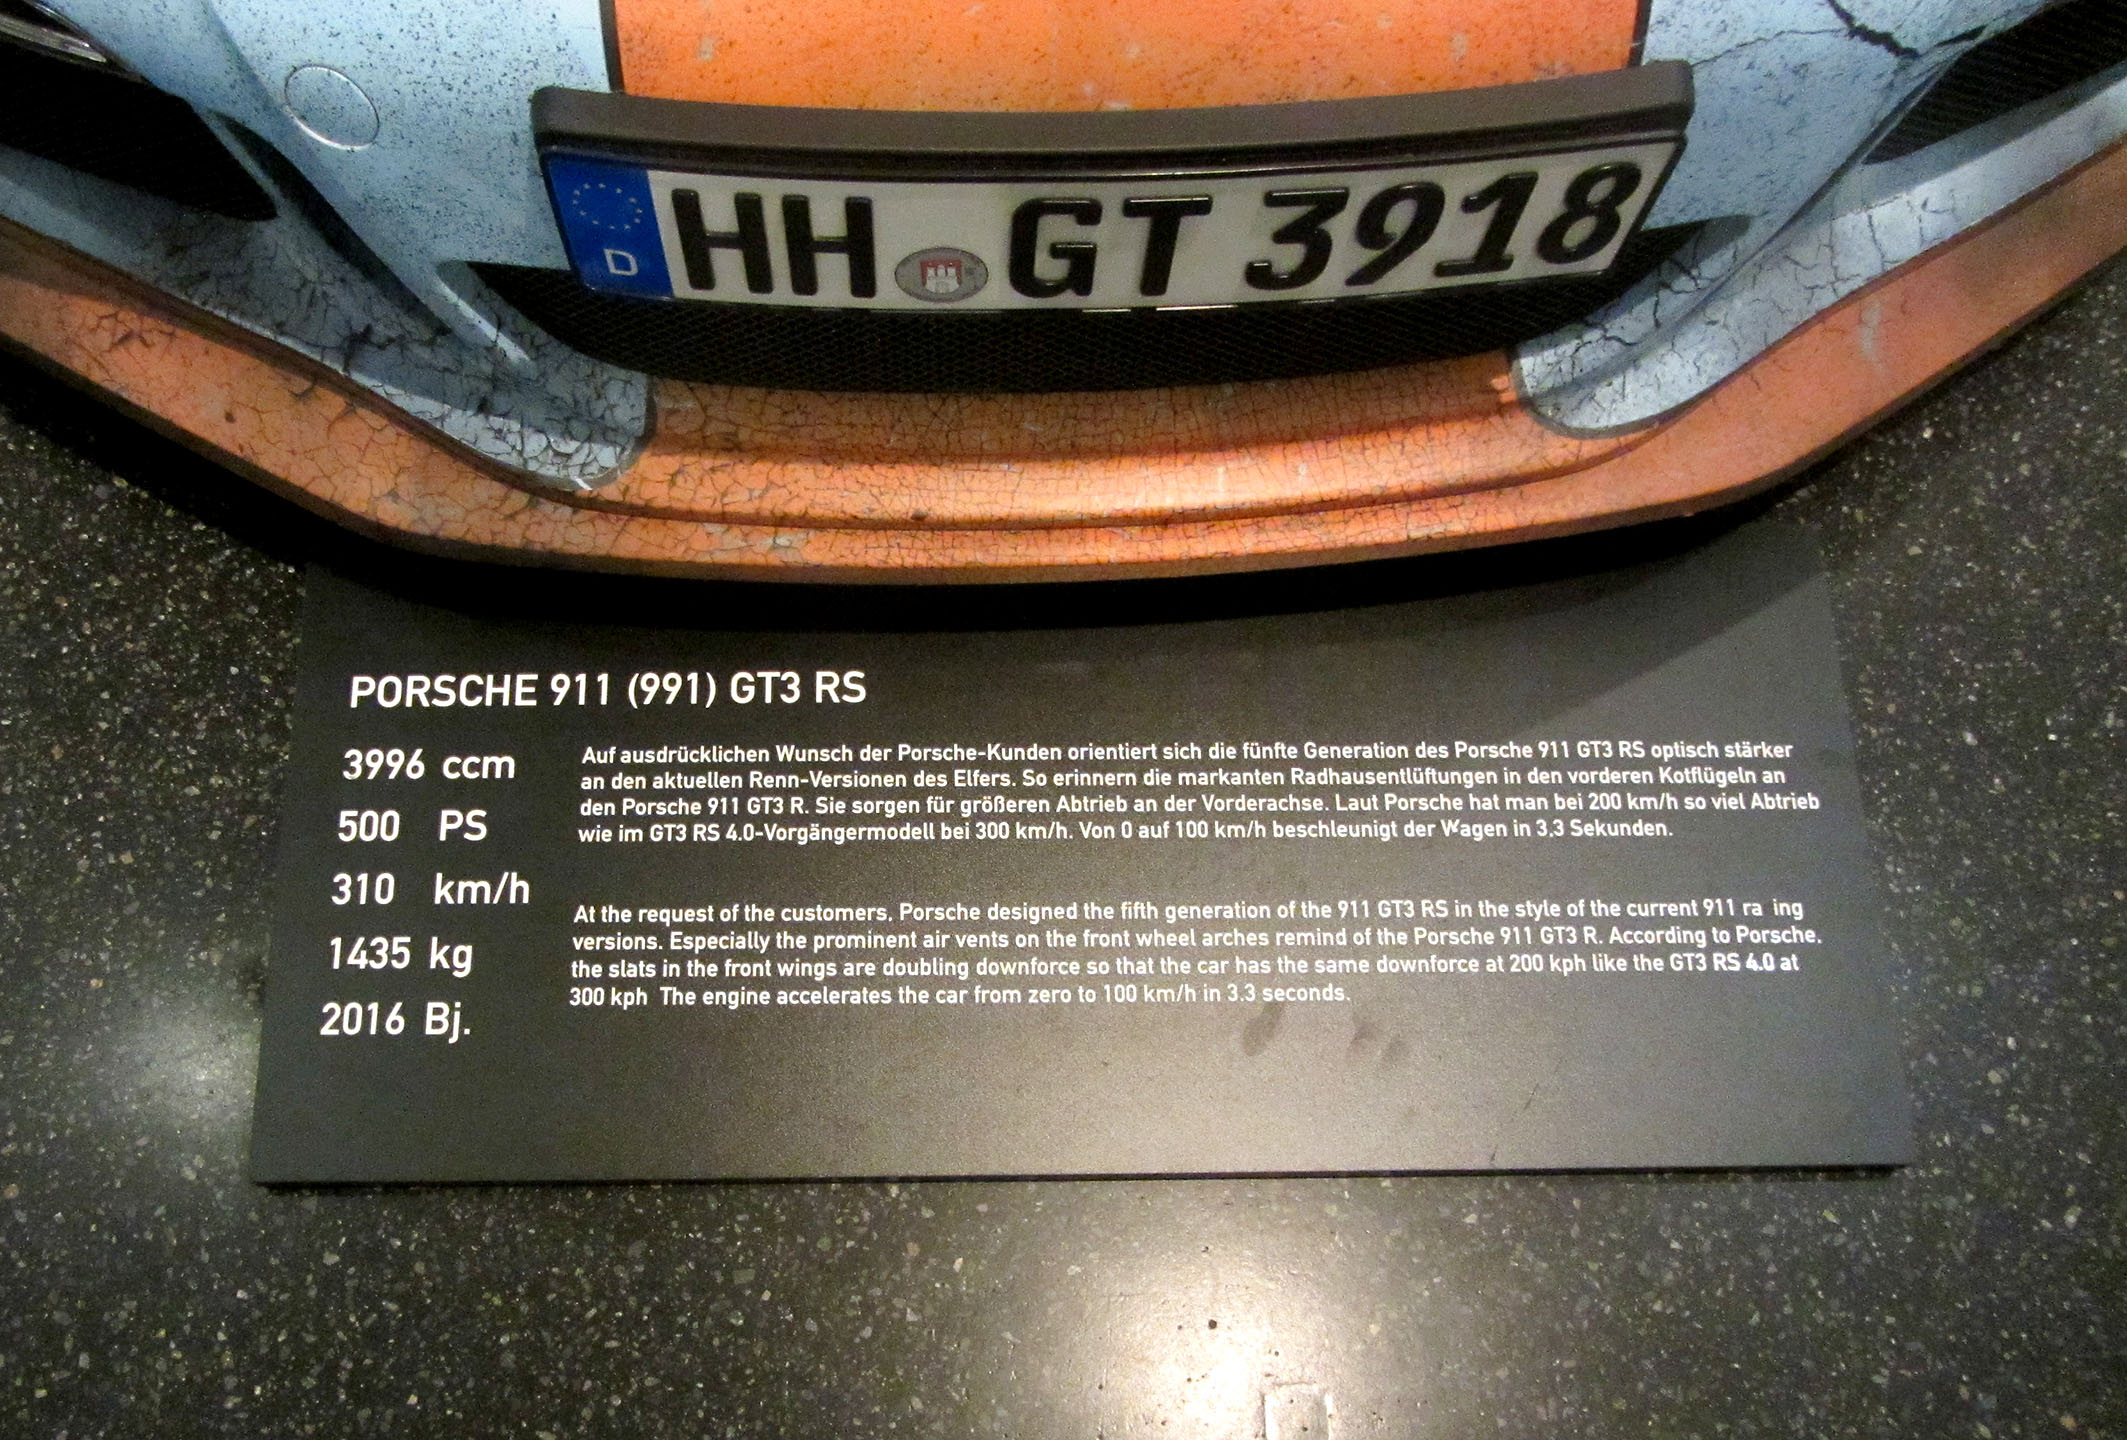 D HH GT 3918
PORSCHE 911 (991) GT3 RS
3996 ccm
500 PS
310 km/h
1435 kg
2016 Bj.
Auf ausdrücklichen Wunsch der Porsche-Kunden orientiert sich die fünfte Generation des Porsche 911 GT3 RS optisch stärker
an den aktuellen Renn-Versionen des Elfers. So erinnern die markanten Radhausentlüftungen in den vorderen Kotflügeln an
den Porsche 911 GT3 R. Sie sorgen für größeren Abtrieb an der Vorderachse. Laut Porsche hat man bei 200 km/h so viel Abtrieb
wie im GT3 RS 4.0-Vorgängermodell bei 300 km/h. Von 0 auf 100 km/h beschleunigt der Wagen in 3.3 Sekunden.
At the request of the customers. Porsche designed the fifth generation of the 911 GT3 RS in the style of the current 911 ra ing
versions. Especially the prominent air vents on the front wheel arches remind of the Porsche 911 GT3 R. According to Porsche.
the slats in the front wings are doubling downforce so that the car has the same downforce at 200 kph like the GT3 RS 4.0 at
300 kph The engine accelerates the car from zero to 100 km/h in 3.3 seconds.